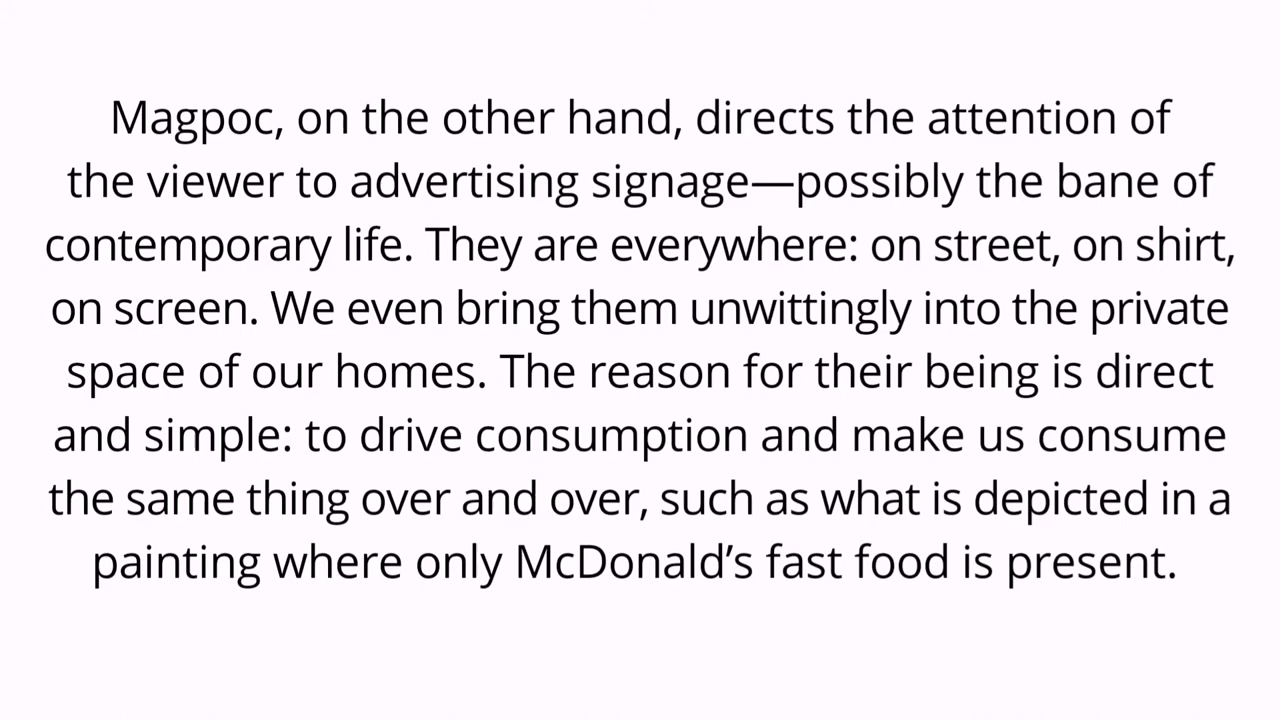 Magpoc, on the other hand, directs the attention of
the viewer to advertising signage—possibly the bane of
contemporary life. They are everywhere: on street, on shirt,
on screen. We even bring them unwittingly into the private
space of our homes. The reason for their being is direct
and simple: to drive consumption and make us consume
the same thing over and over, such as what is depicted in a
painting where only McDonald’s fast food is present.